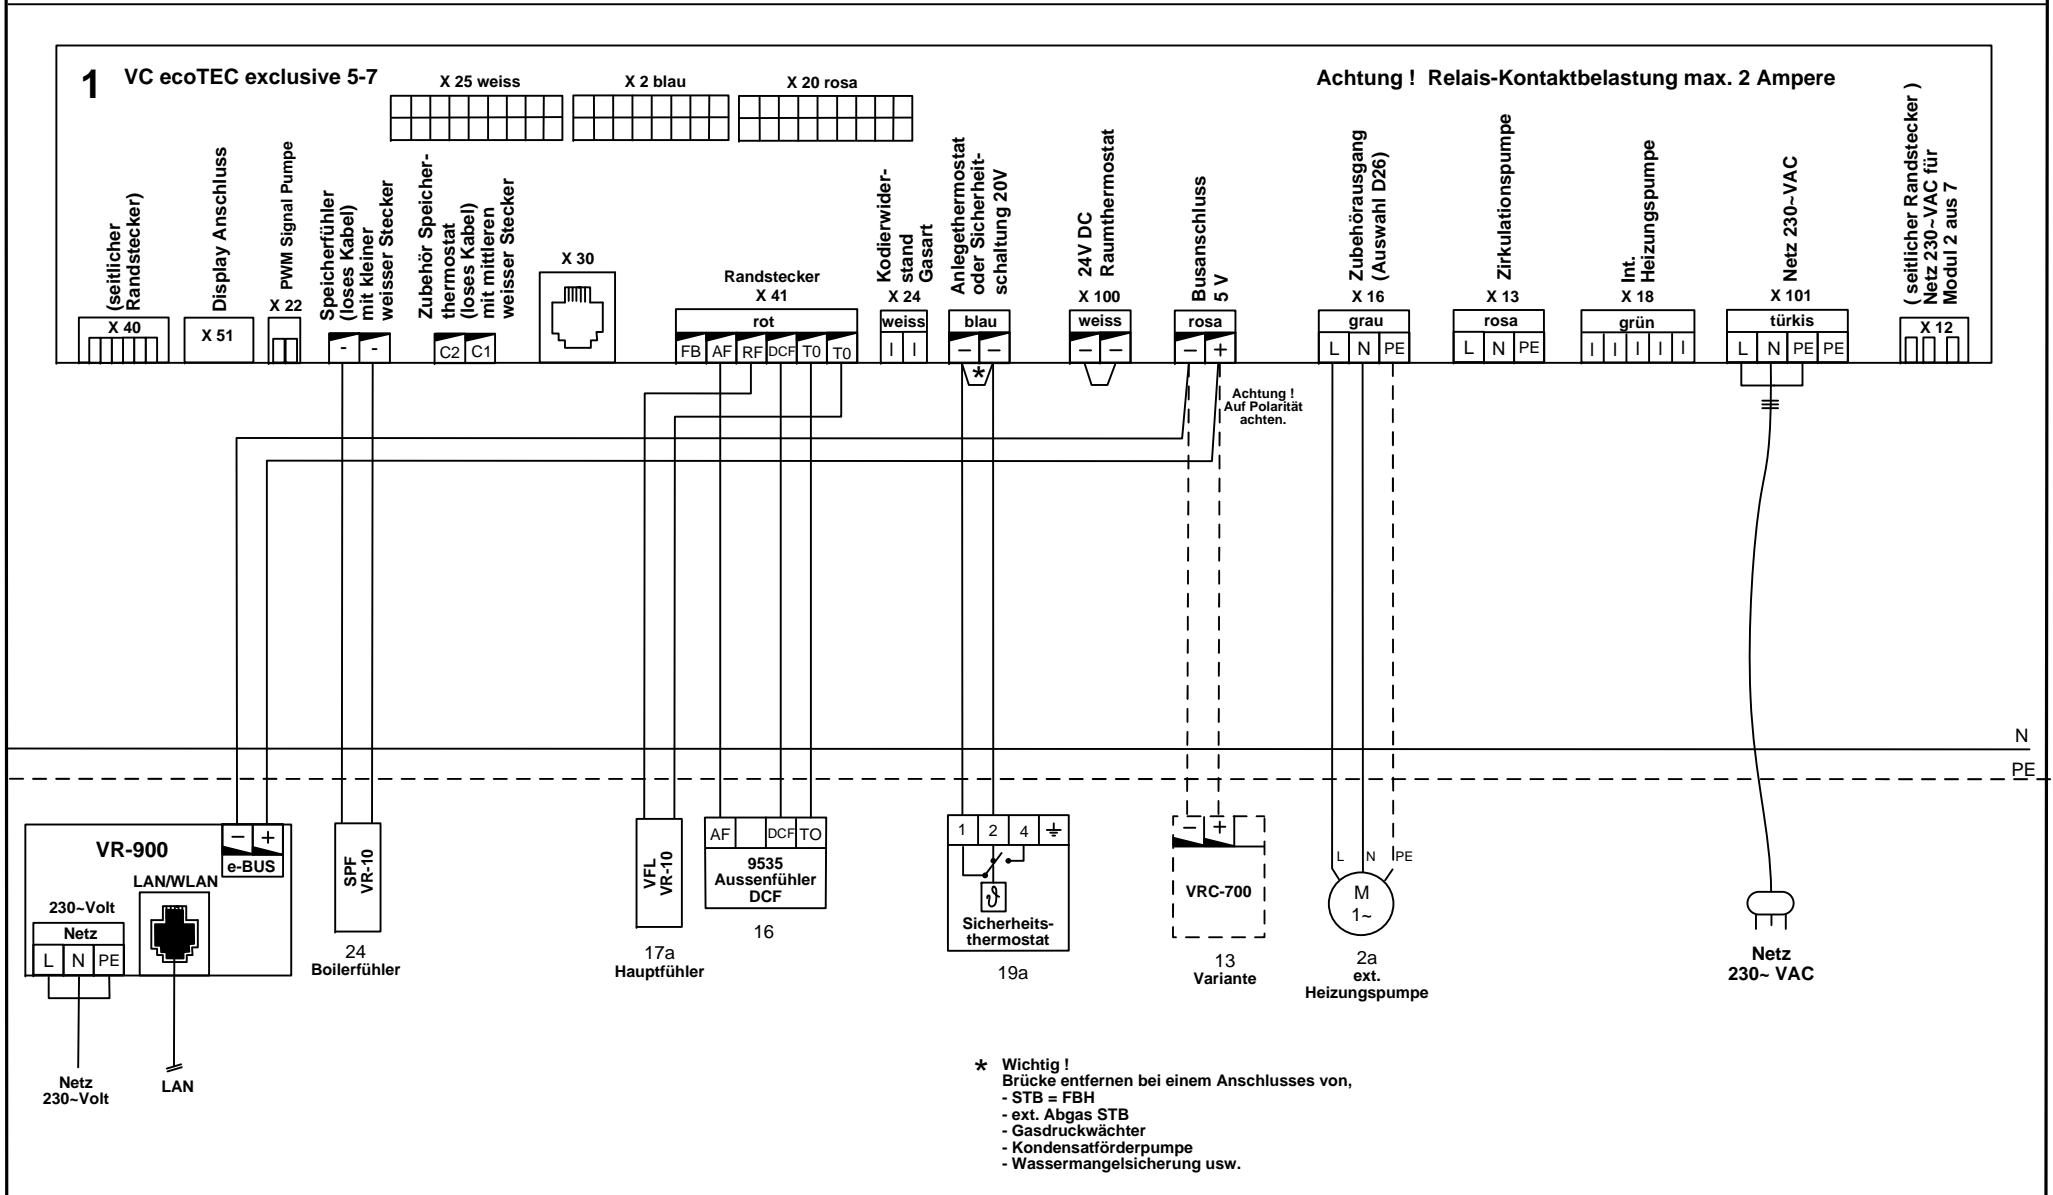 1
VC ecoTEC exclusive 5-7
X 25 weiss
X 2 blau
X 20 rosa
Achtung ! Relais-Kontaktbelastung max. 2 Ampere
(seitlicher
Randstecker)
X 40
Display Anschluss
X 51
PWM Signal Pumpe
X 22
Speicherfühler
(loses Kabel)
mit kleiner
weisser Stecker
- -
Zubehör Speicher-
thermostat
(loses Kabel)
mit mittleren
weisser Stecker
C2 C1
X 30
Randstecker
X 41
rot
FB AF RF DCF T0 T0
Kodierwider-
stand
Gasart
X 24
weiss
I I
Anlegethermostat
oder Sicherheit-
schaltung 20V
blau
– –
*
24V DC
Raumthermostat
X 100
weiss
– –
Busanschluss
5 V
rosa
– +
Achtung !
Auf Polarität
achten.
Zubehörausgang
(Auswahl D26)
X 16
grau
L N PE
Zirkulationspumpe
X 13
rosa
L N PE
Int.
Heizungspumpe
X 18
grün
I I I I I
Netz 230~VAC
X 101
türkis
L N PE PE
( seitlicher Randstecker )
Netz 230~VAC für
Modul 2 aus 7
X 12
N
PE
VR-900
– +
e-BUS
LAN/WLAN
230~Volt
Netz
L N PE
Netz
230~Volt
LAN
SPF
VR-10
24
Boilerfühler
VFL
VR-10
17a
Hauptfühler
AF DCF TO
9535
Aussenfühler
DCF
16
1 2 4
ϑ
Sicherheits-
thermostat
19a
– +
VRC-700
13
Variante
L N PE
M
1~
2a
ext.
Heizungspumpe
Netz
230~ VAC
* Wichtig !
Brücke entfernen bei einem Anschlusses von,
- STB = FBH
- ext. Abgas STB
- Gasdruckwächter
- Kondensatförderpumpe
- Wassermangelsicherung usw.